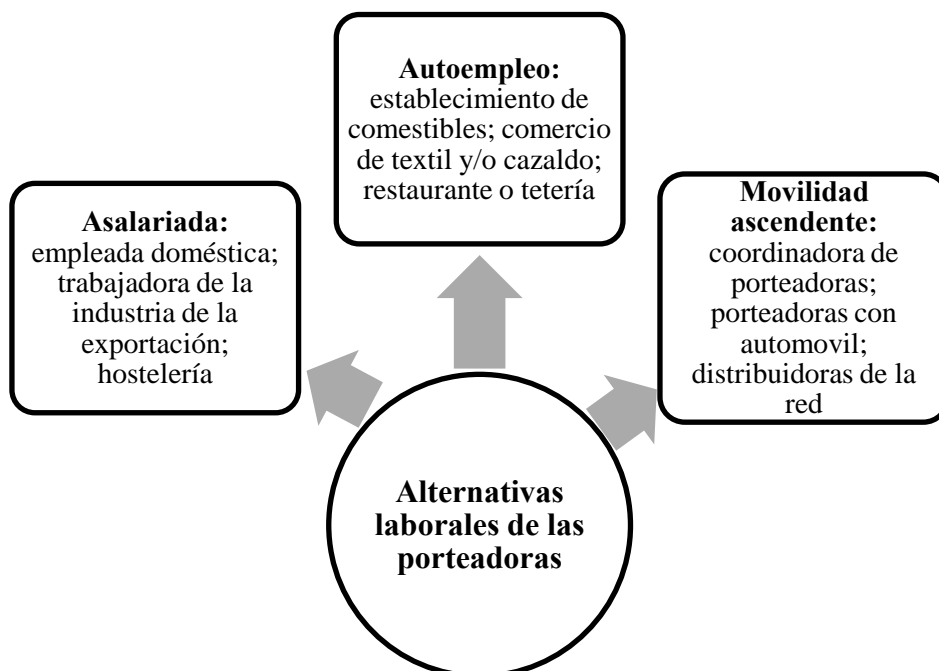 Autoempleo:
establecimiento de
comestibles; comercio
de textil y/o cazaldo;
restaurante o tetería
Asalariada:
empleada doméstica;
trabajadora de la
industria de la
exportación;
hostelería
Movilidad
ascendente:
coordinadora de
porteadoras;
porteadoras con
automovil;
distribuidoras de la
red
Alternativas
laborales de las
porteadoras